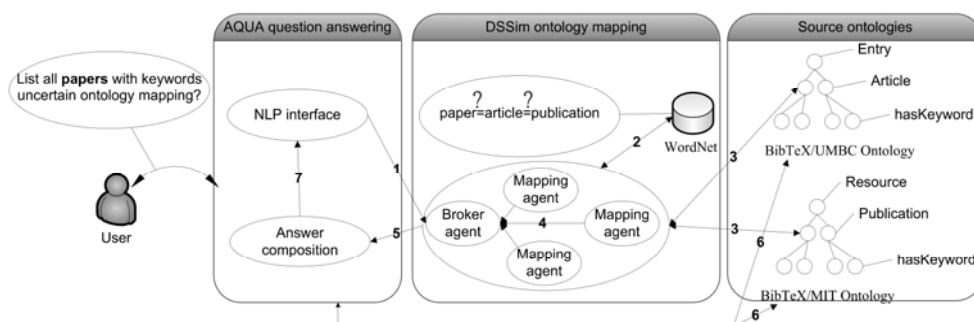 AQUA question answering
DSSim ontology mapping
Source ontologies
List all papers with keywords
uncertain ontology mapping?
User
NLP interface
7
1
Answer
composition
5
?
?
paper=article=publication
WordNet
2
Mapping
agent
Broker
agent
4
Mapping
agent
Mapping
agent
3
3
6
6
Entry
Article
hasKeyword
BibTeX/UMBC Ontology
Resource
Publication
hasKeyword
BibTeX/MIT Ontology